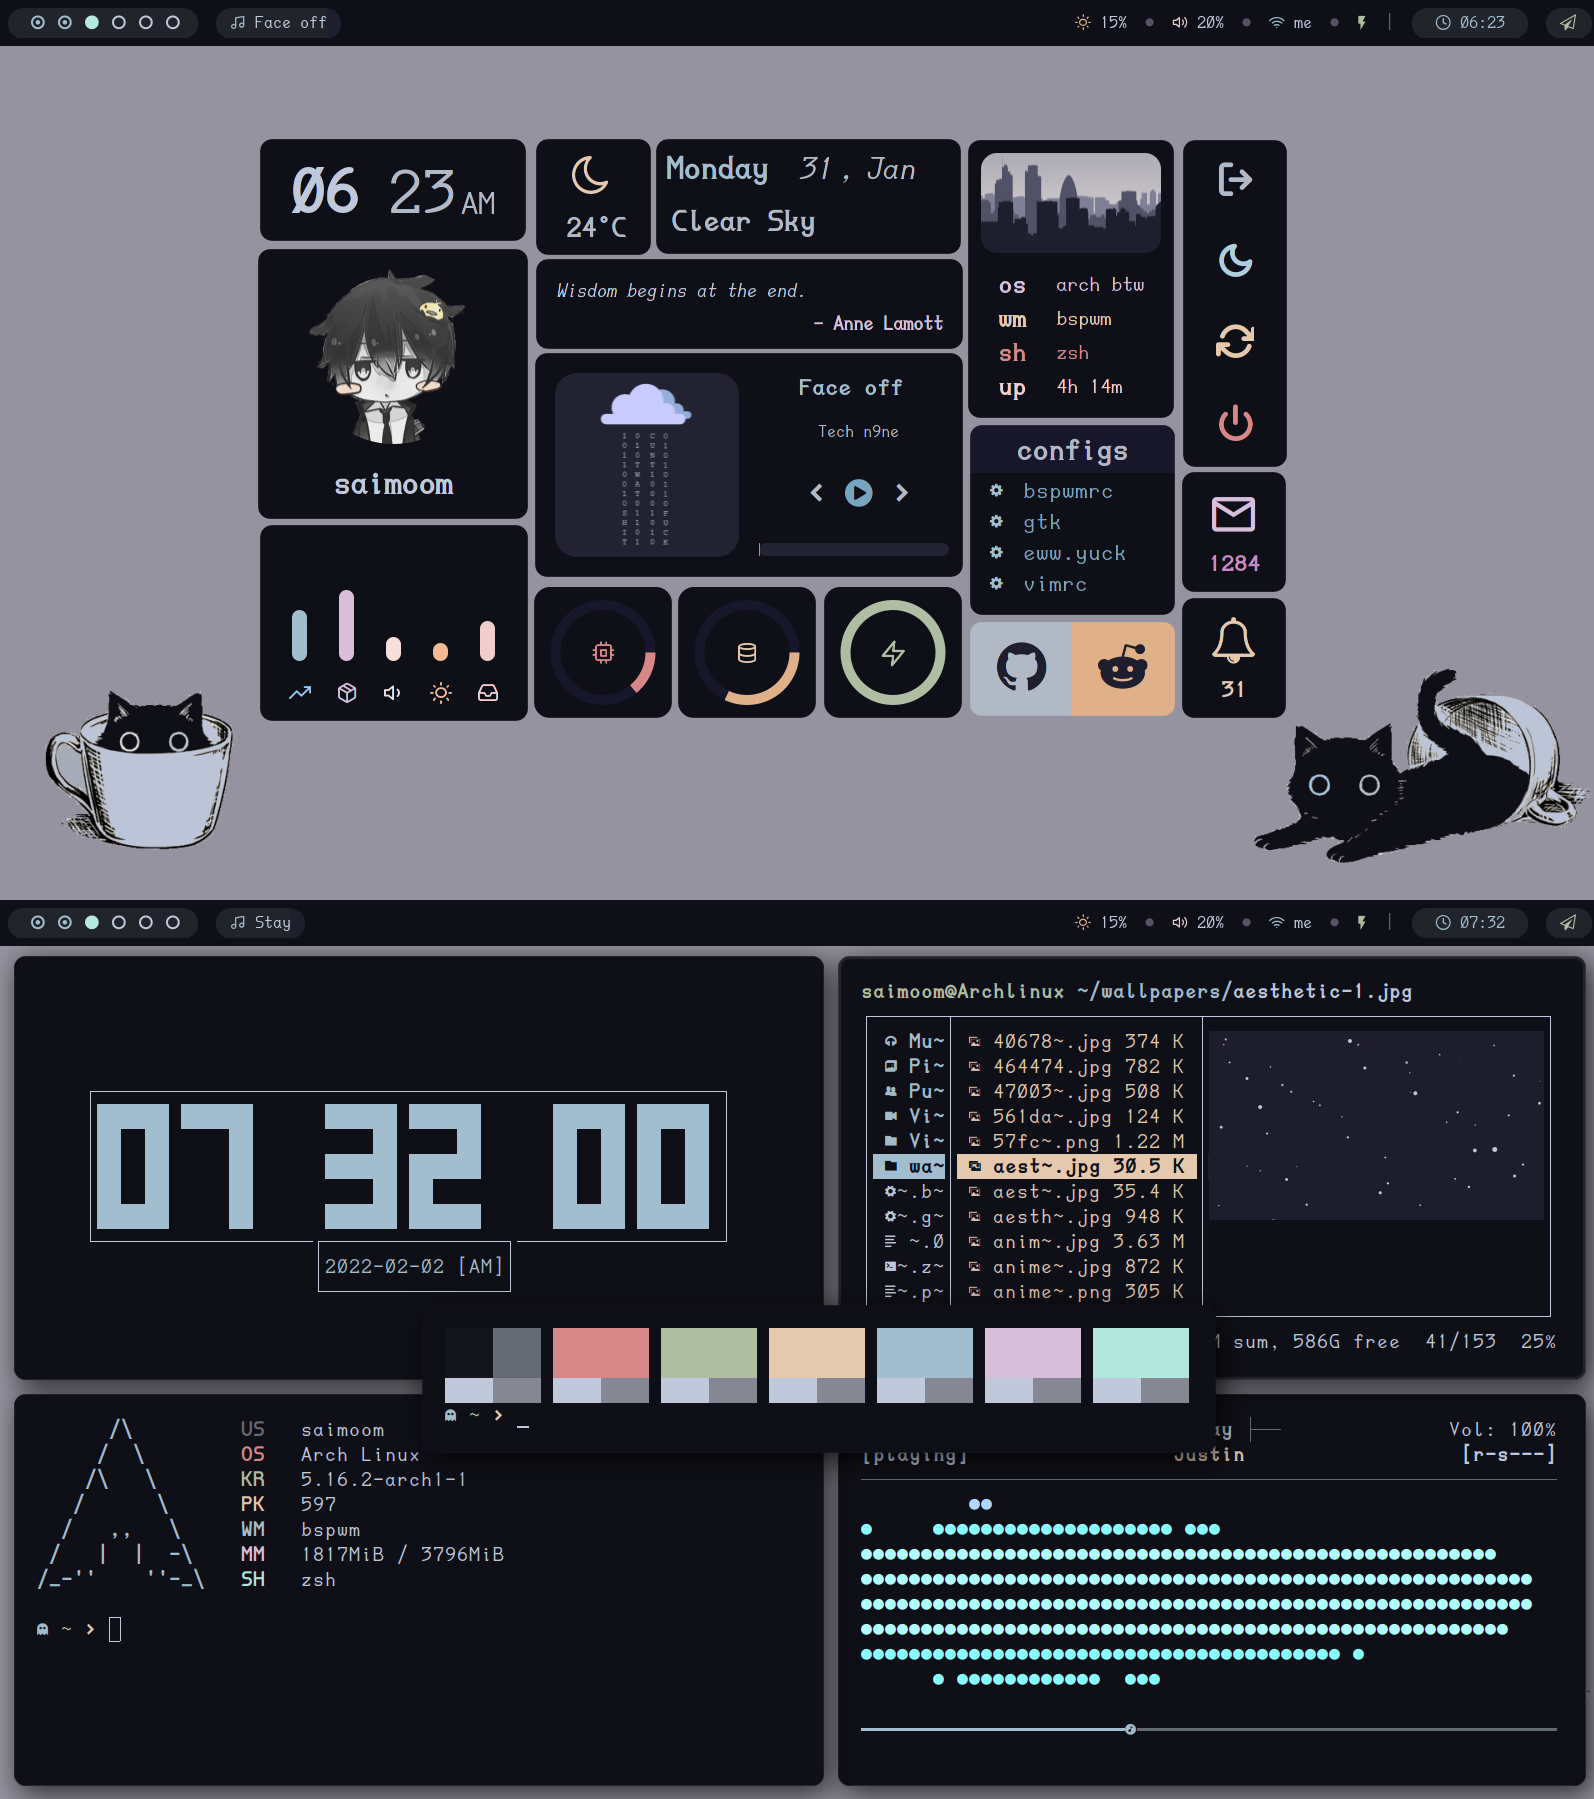 Face off
15%
20%
me
06:23
06 23 AM
24°C
Monday 31 , Jan
Clear Sky
Wisdom begins at the end.
- Anne Lamott
saimoom
Face off
Tech n9ne
os arch btw
wm bspwm
sh zsh
up 4h 14m
configs
bspwmrc
gtk
eww.yuck
vimrc
1284
31
Stay
15%
20%
me
07:32
07 32 00
2022-02-02 [AM]
saimoom@Archlinux ~/wallpapers/aesthetic-1.jpg
Mu~ 40678~.jpg 374 K
Pi~ 464474.jpg 782 K
Pu~ 47003~.jpg 508 K
Vi~ 561da~.jpg 124 K
Vi~ 57fc~.png 1.22 M
wa~ aest~.jpg 30.5 K
~.b~ aest~.jpg 35.4 K
~.g~ aesth~.jpg 948 K
~.0 anim~.jpg 3.63 M
~.z~ anime~.jpg 872 K
~.p~ anime~.png 305 K
sum, 586G free 41/153 25%
~ > _
US saimoom
OS Arch Linux
KR 5.16.2-arch1-1
PK 597
WM bspwm
MM 1817MiB / 3796MiB
SH zsh
~ >
ay Vol: 100%
[playing] Justin [r-s---]